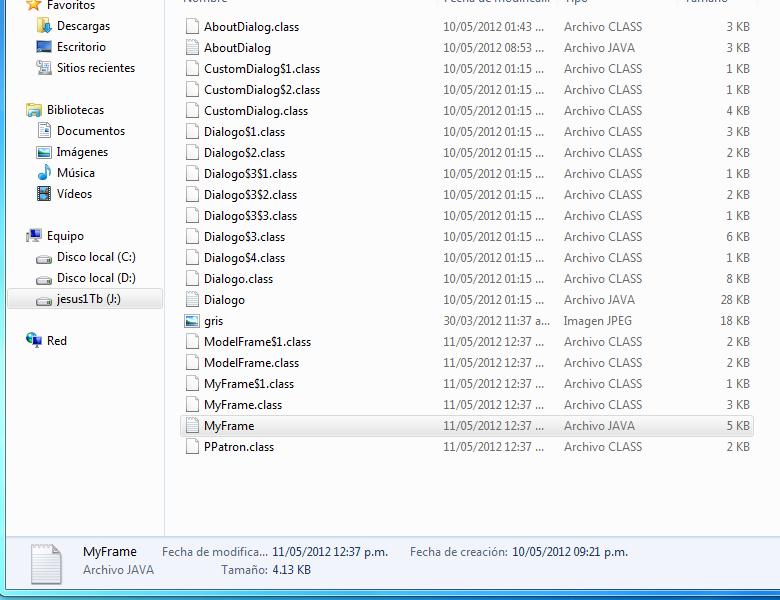 Favoritos
Descargas
Escritorio
Sitios recientes
Bibliotecas
Documentos
Imágenes
Música
Vídeos
Equipo
Disco local (C:)
Disco local (D:)
jesus1Tb (J:)
Red
AboutDialog.class 10/05/2012 01:43 ... Archivo CLASS 3 KB
AboutDialog 10/05/2012 08:53 ... Archivo JAVA 3 KB
CustomDialog$1.class 10/05/2012 01:15 ... Archivo CLASS 1 KB
CustomDialog$2.class 10/05/2012 01:15 ... Archivo CLASS 1 KB
CustomDialog.class 10/05/2012 01:15 ... Archivo CLASS 4 KB
Dialogo$1.class 10/05/2012 01:15 ... Archivo CLASS 3 KB
Dialogo$2.class 10/05/2012 01:15 ... Archivo CLASS 2 KB
Dialogo$3$1.class 10/05/2012 01:15 ... Archivo CLASS 1 KB
Dialogo$3$2.class 10/05/2012 01:15 ... Archivo CLASS 2 KB
Dialogo$3$3.class 10/05/2012 01:15 ... Archivo CLASS 1 KB
Dialogo$3.class 10/05/2012 01:15 ... Archivo CLASS 6 KB
Dialogo$4.class 10/05/2012 01:15 ... Archivo CLASS 1 KB
Dialogo.class 10/05/2012 01:15 ... Archivo CLASS 8 KB
Dialogo 10/05/2012 01:15 ... Archivo JAVA 28 KB
gris 30/03/2012 11:37 a... Imagen JPEG 18 KB
ModelFrame$1.class 11/05/2012 12:37 ... Archivo CLASS 2 KB
ModelFrame.class 11/05/2012 12:37 ... Archivo CLASS 2 KB
MyFrame$1.class 11/05/2012 12:37 ... Archivo CLASS 1 KB
MyFrame.class 11/05/2012 12:37 ... Archivo CLASS 3 KB
MyFrame 11/05/2012 12:37 ... Archivo JAVA 5 KB
PPatron.class 11/05/2012 12:37 ... Archivo CLASS 2 KB
MyFrame Fecha de modifica... 11/05/2012 12:37 p.m. Fecha de creación: 10/05/2012 09:21 p.m.
Archivo JAVA Tamaño: 4.13 KB